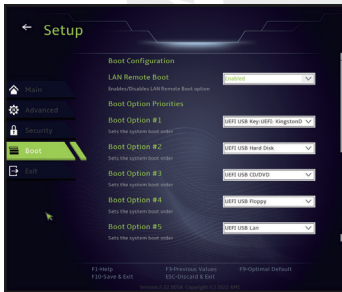 Setup
Boot Configuration
LAN Remote Boot
Enabled
Enables/Disables LAN Remote Boot option
Boot Option Priorities
Main
Advanced
Security
Boot
Exit
Boot Option #1
UEFI USB Key:UEFI: KingstonD
Sets the system boot order
Boot Option #2
UEFI USB Hard Disk
Sets the system boot order
Boot Option #3
UEFI USB CD/DVD
Sets the system boot order
Boot Option #4
UEFI USB Floppy
Sets the system boot order
Boot Option #5
UEFI USB Lan
Sets the system boot order
F1-Help
F3-Previous Values
F9-Optimal Default
F10-Save & Exit
ESC-Discard & Exit